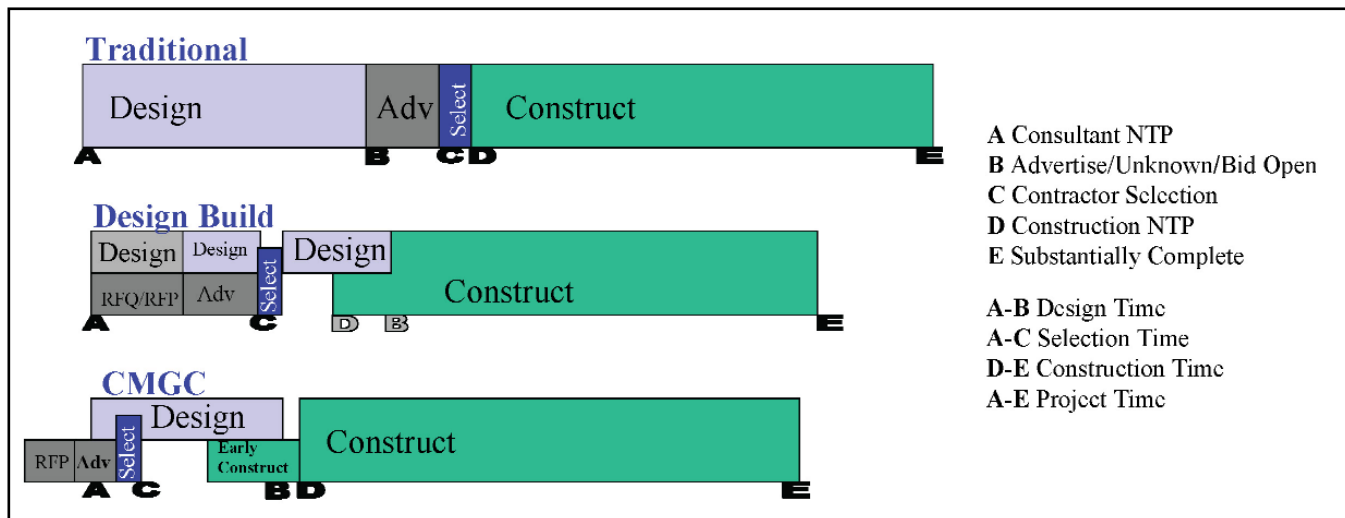 Traditional
Design
Adv
Select
Construct
A
B
C
D
E
Design Build
Design
Design
Design
RFQ/RFP
Adv
Select
Construct
A
C
D
B
E
CMGC
Design
RFP
Adv
Select
Early
Construct
Construct
A
C
B
D
E
A Consultant NTP
B Advertise/Unknown/Bid Open
C Contractor Selection
D Construction NTP
E Substantially Complete
A-B Design Time
A-C Selection Time
D-E Construction Time
A-E Project Time